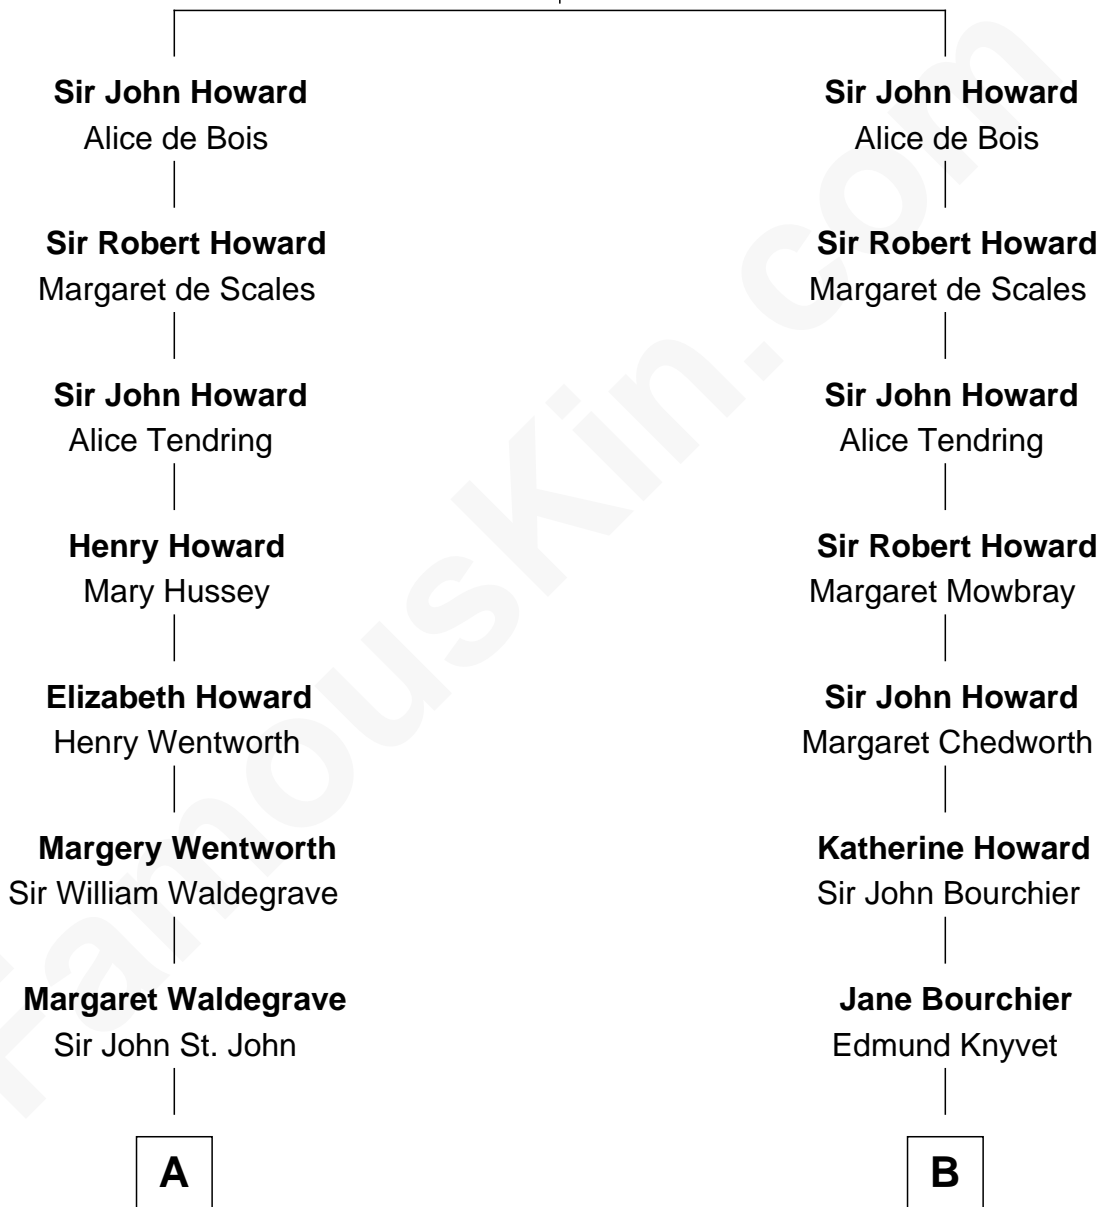 Sir John Howard
Alice de Bois
Sir Robert Howard
Margaret de Scales
Sir John Howard
Alice Tendring
Henry Howard
Mary Hussey
Elizabeth Howard
Henry Wentworth
Margery Wentworth
Sir William Waldegrave
Margaret Waldegrave
Sir John St. John
A
Sir John Howard
Alice de Bois
Sir Robert Howard
Margaret de Scales
Sir John Howard
Alice Tendring
Sir Robert Howard
Margaret Mowbray
Sir John Howard
Margaret Chedworth
Katherine Howard
Sir John Bourchier
Jane Bourchier
Edmund Knyvet
B
FamousKin.com